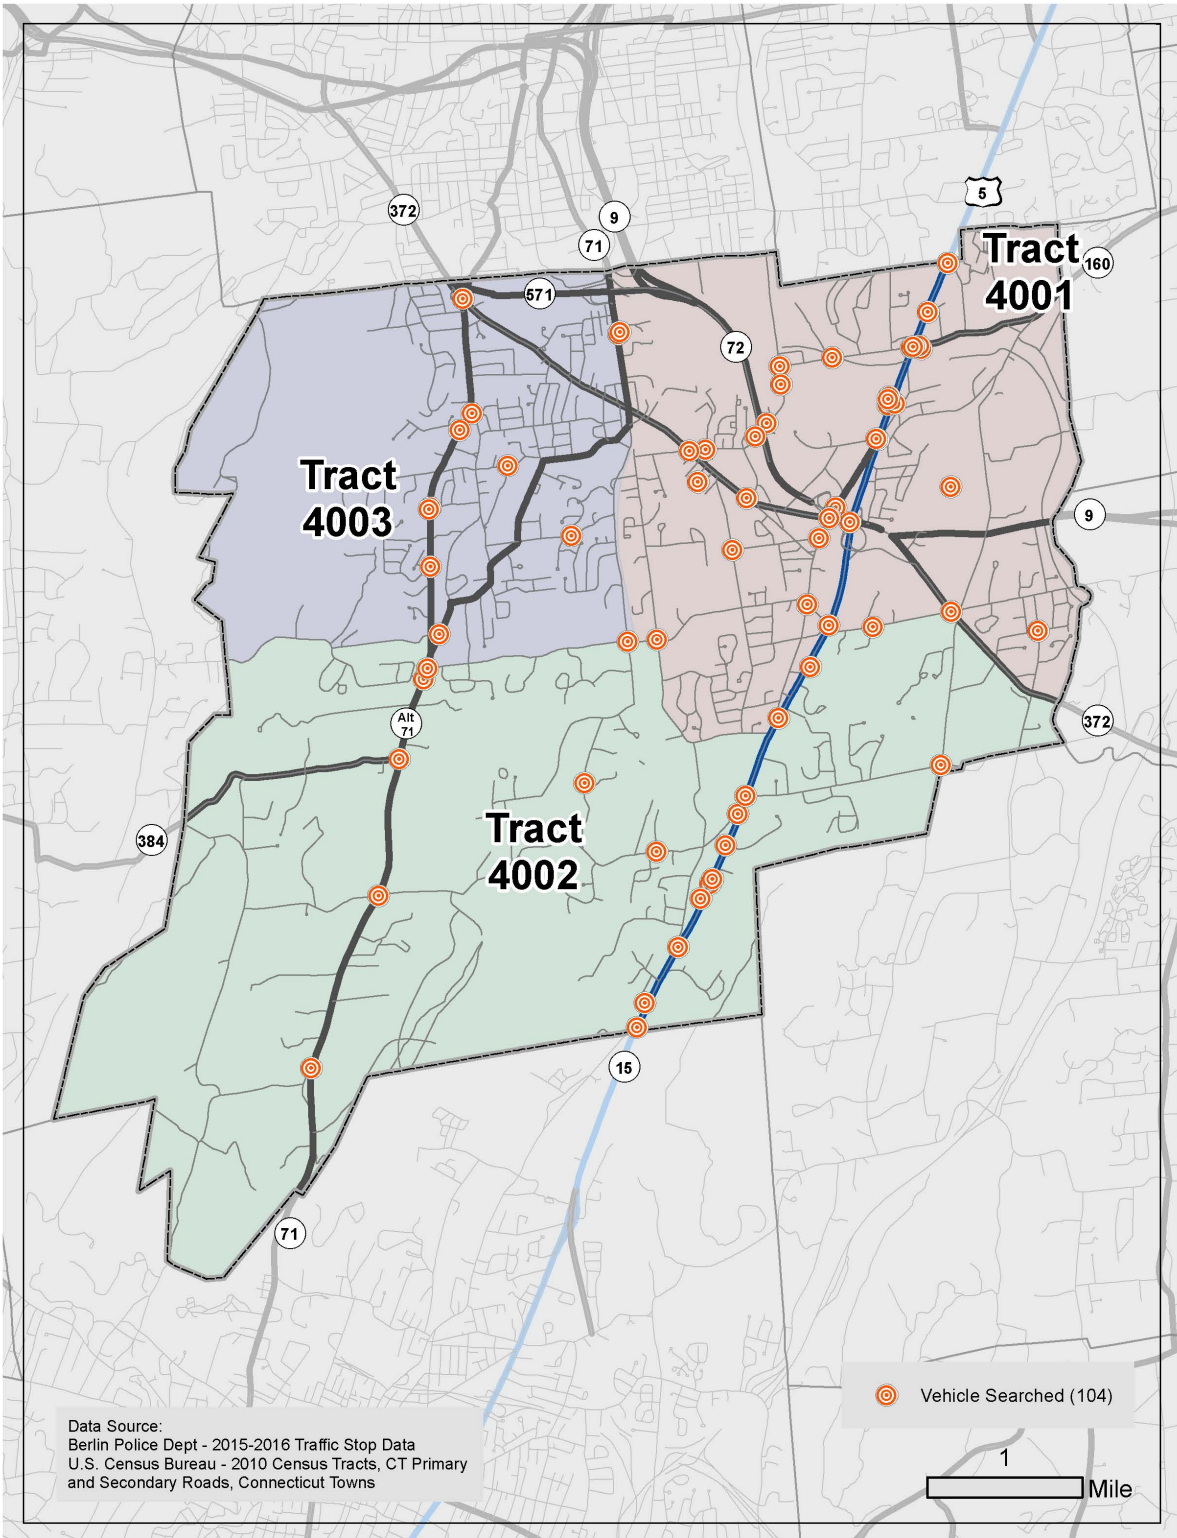 5
372
9
71
Tract
4001
160
571
72
Tract
4003
9
Alt
71
372
Tract
4002
384
15
71
Vehicle Searched (104)
Data Source:
Berlin Police Dept - 2015-2016 Traffic Stop Data
U.S. Census Bureau - 2010 Census Tracts, CT Primary
and Secondary Roads, Connecticut Towns
1
Mile